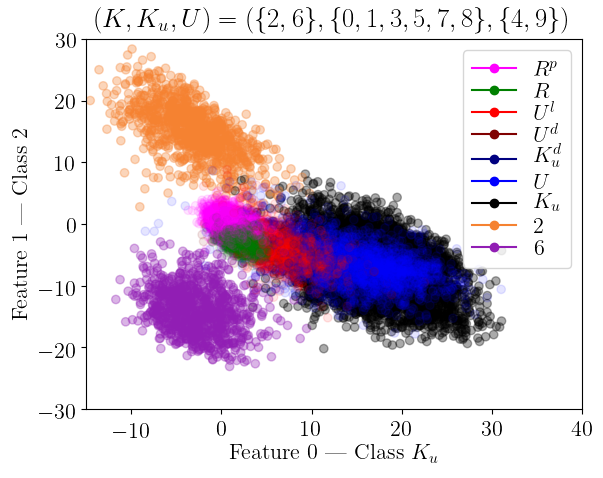 (K, K_u, U) = ({2, 6}, {0, 1, 3, 5, 7, 8}, {4, 9})
30
20
10
0
−10
−20
−30
Feature 1 — Class 2
R^p
R
U^l
U^d
K_u^d
U
K_u
2
6
−10
0
10
20
30
40
Feature 0 — Class K_u